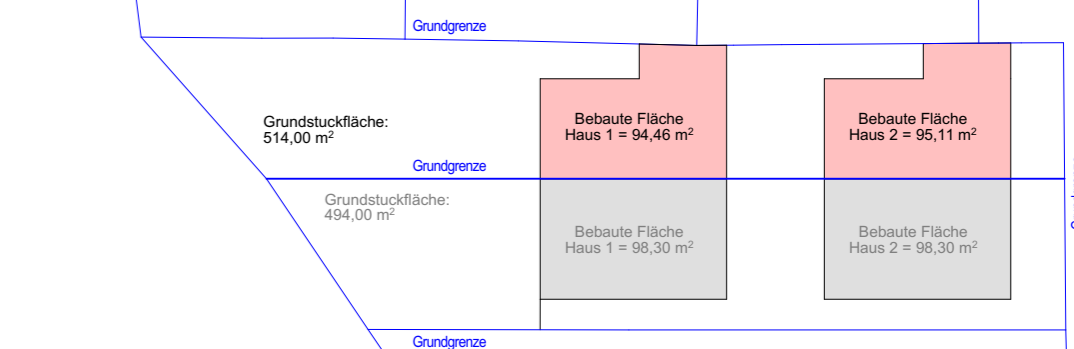 Grundgrenze
Grundstuckfläche:
514,00 m²
Bebaute Fläche
Haus 1 = 94,46 m²
Bebaute Fläche
Haus 2 = 95,11 m²
Grundgrenze
Grundstuckfläche:
494,00 m²
Bebaute Fläche
Haus 1 = 98,30 m²
Bebaute Fläche
Haus 2 = 98,30 m²
Grundgrenze